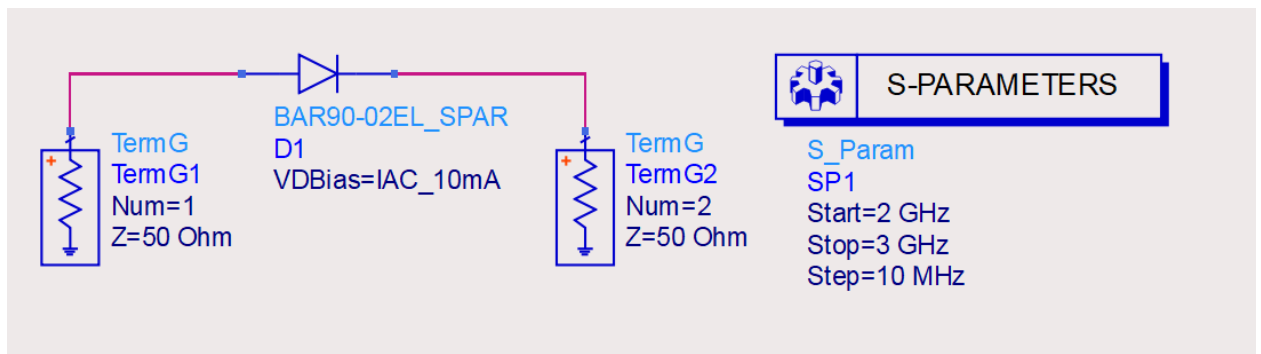 BAR90-02EL_SPAR
D1
VDBias=IAC_10mA
+
TermG
TermG1
Num=1
Z=50 Ohm
+
TermG
TermG2
Num=2
Z=50 Ohm
S-PARAMETERS
S_Param
SP1
Start=2 GHz
Stop=3 GHz
Step=10 MHz